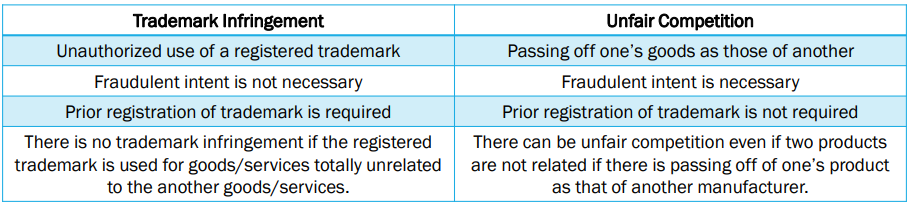 Trademark Infringement
Unfair Competition
Unauthorized use of a registered trademark
Passing off one’s goods as those of another
Fraudulent intent is not necessary
Fraudulent intent is necessary
Prior registration of trademark is required
Prior registration of trademark is not required
There is no trademark infringement if the registered
trademark is used for goods/services totally unrelated
to the another goods/services.
There can be unfair competition even if two products
are not related if there is passing off of one’s product
as that of another manufacturer.